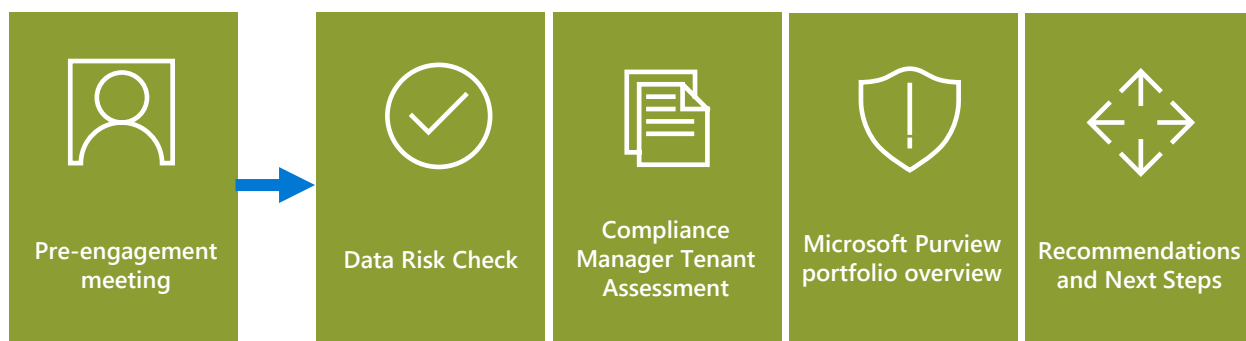 Pre-engagement
meeting
Data Risk Check
Compliance
Manager Tenant
Assessment
Microsoft Purview
portfolio overview
Recommendations
and Next Steps